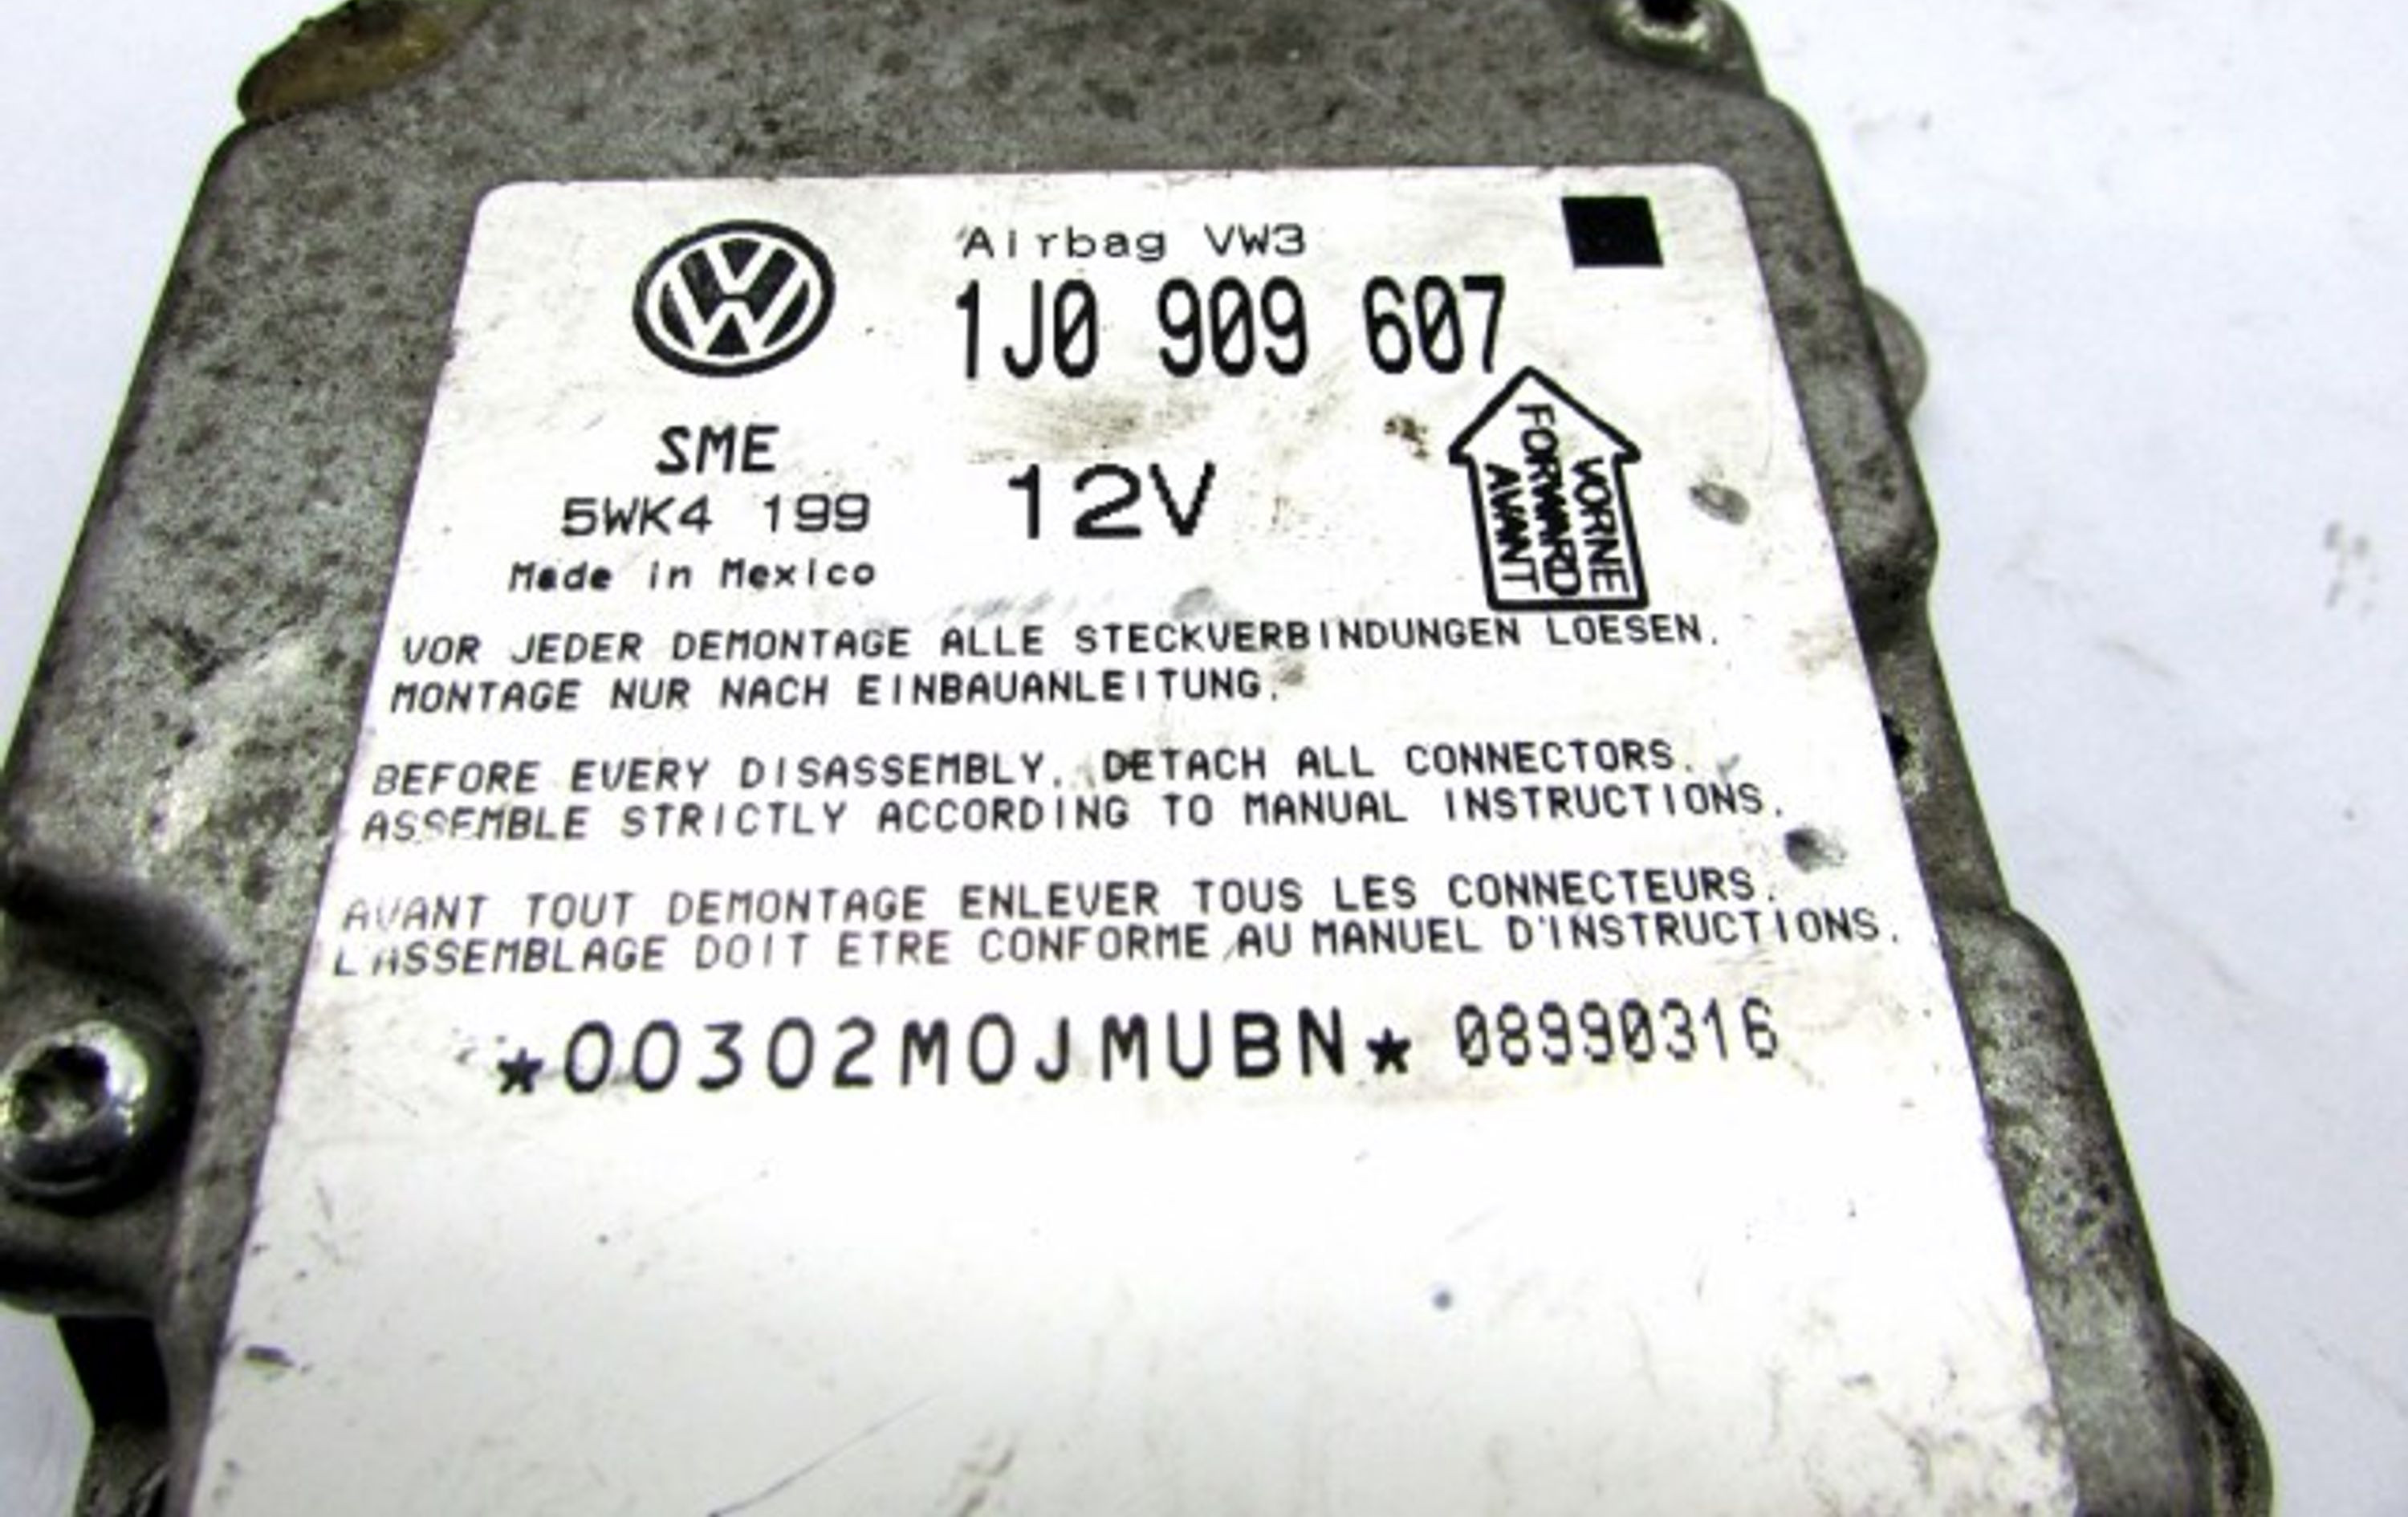 Airbag VW3
1J0 909 607
SME
12V
5WK4 199
Made in Mexico
VORNE
FORWARD
AVANT
VOR JEDER DEMONTAGE ALLE STECKVERBINDUNGEN LOESEN.
MONTAGE NUR NACH EINBAUANLEITUNG.
BEFORE EVERY DISASSEMBLY, DETACH ALL CONNECTORS.
ASSEMBLE STRICTLY ACCORDING TO MANUAL INSTRUCTIONS.
AVANT TOUT DEMONTAGE ENLEVER TOUS LES CONNECTEURS.
L'ASSEMBLAGE DOIT ETRE CONFORME AU MANUEL D'INSTRUCTIONS.
*00302M0JMUBN* 08990316